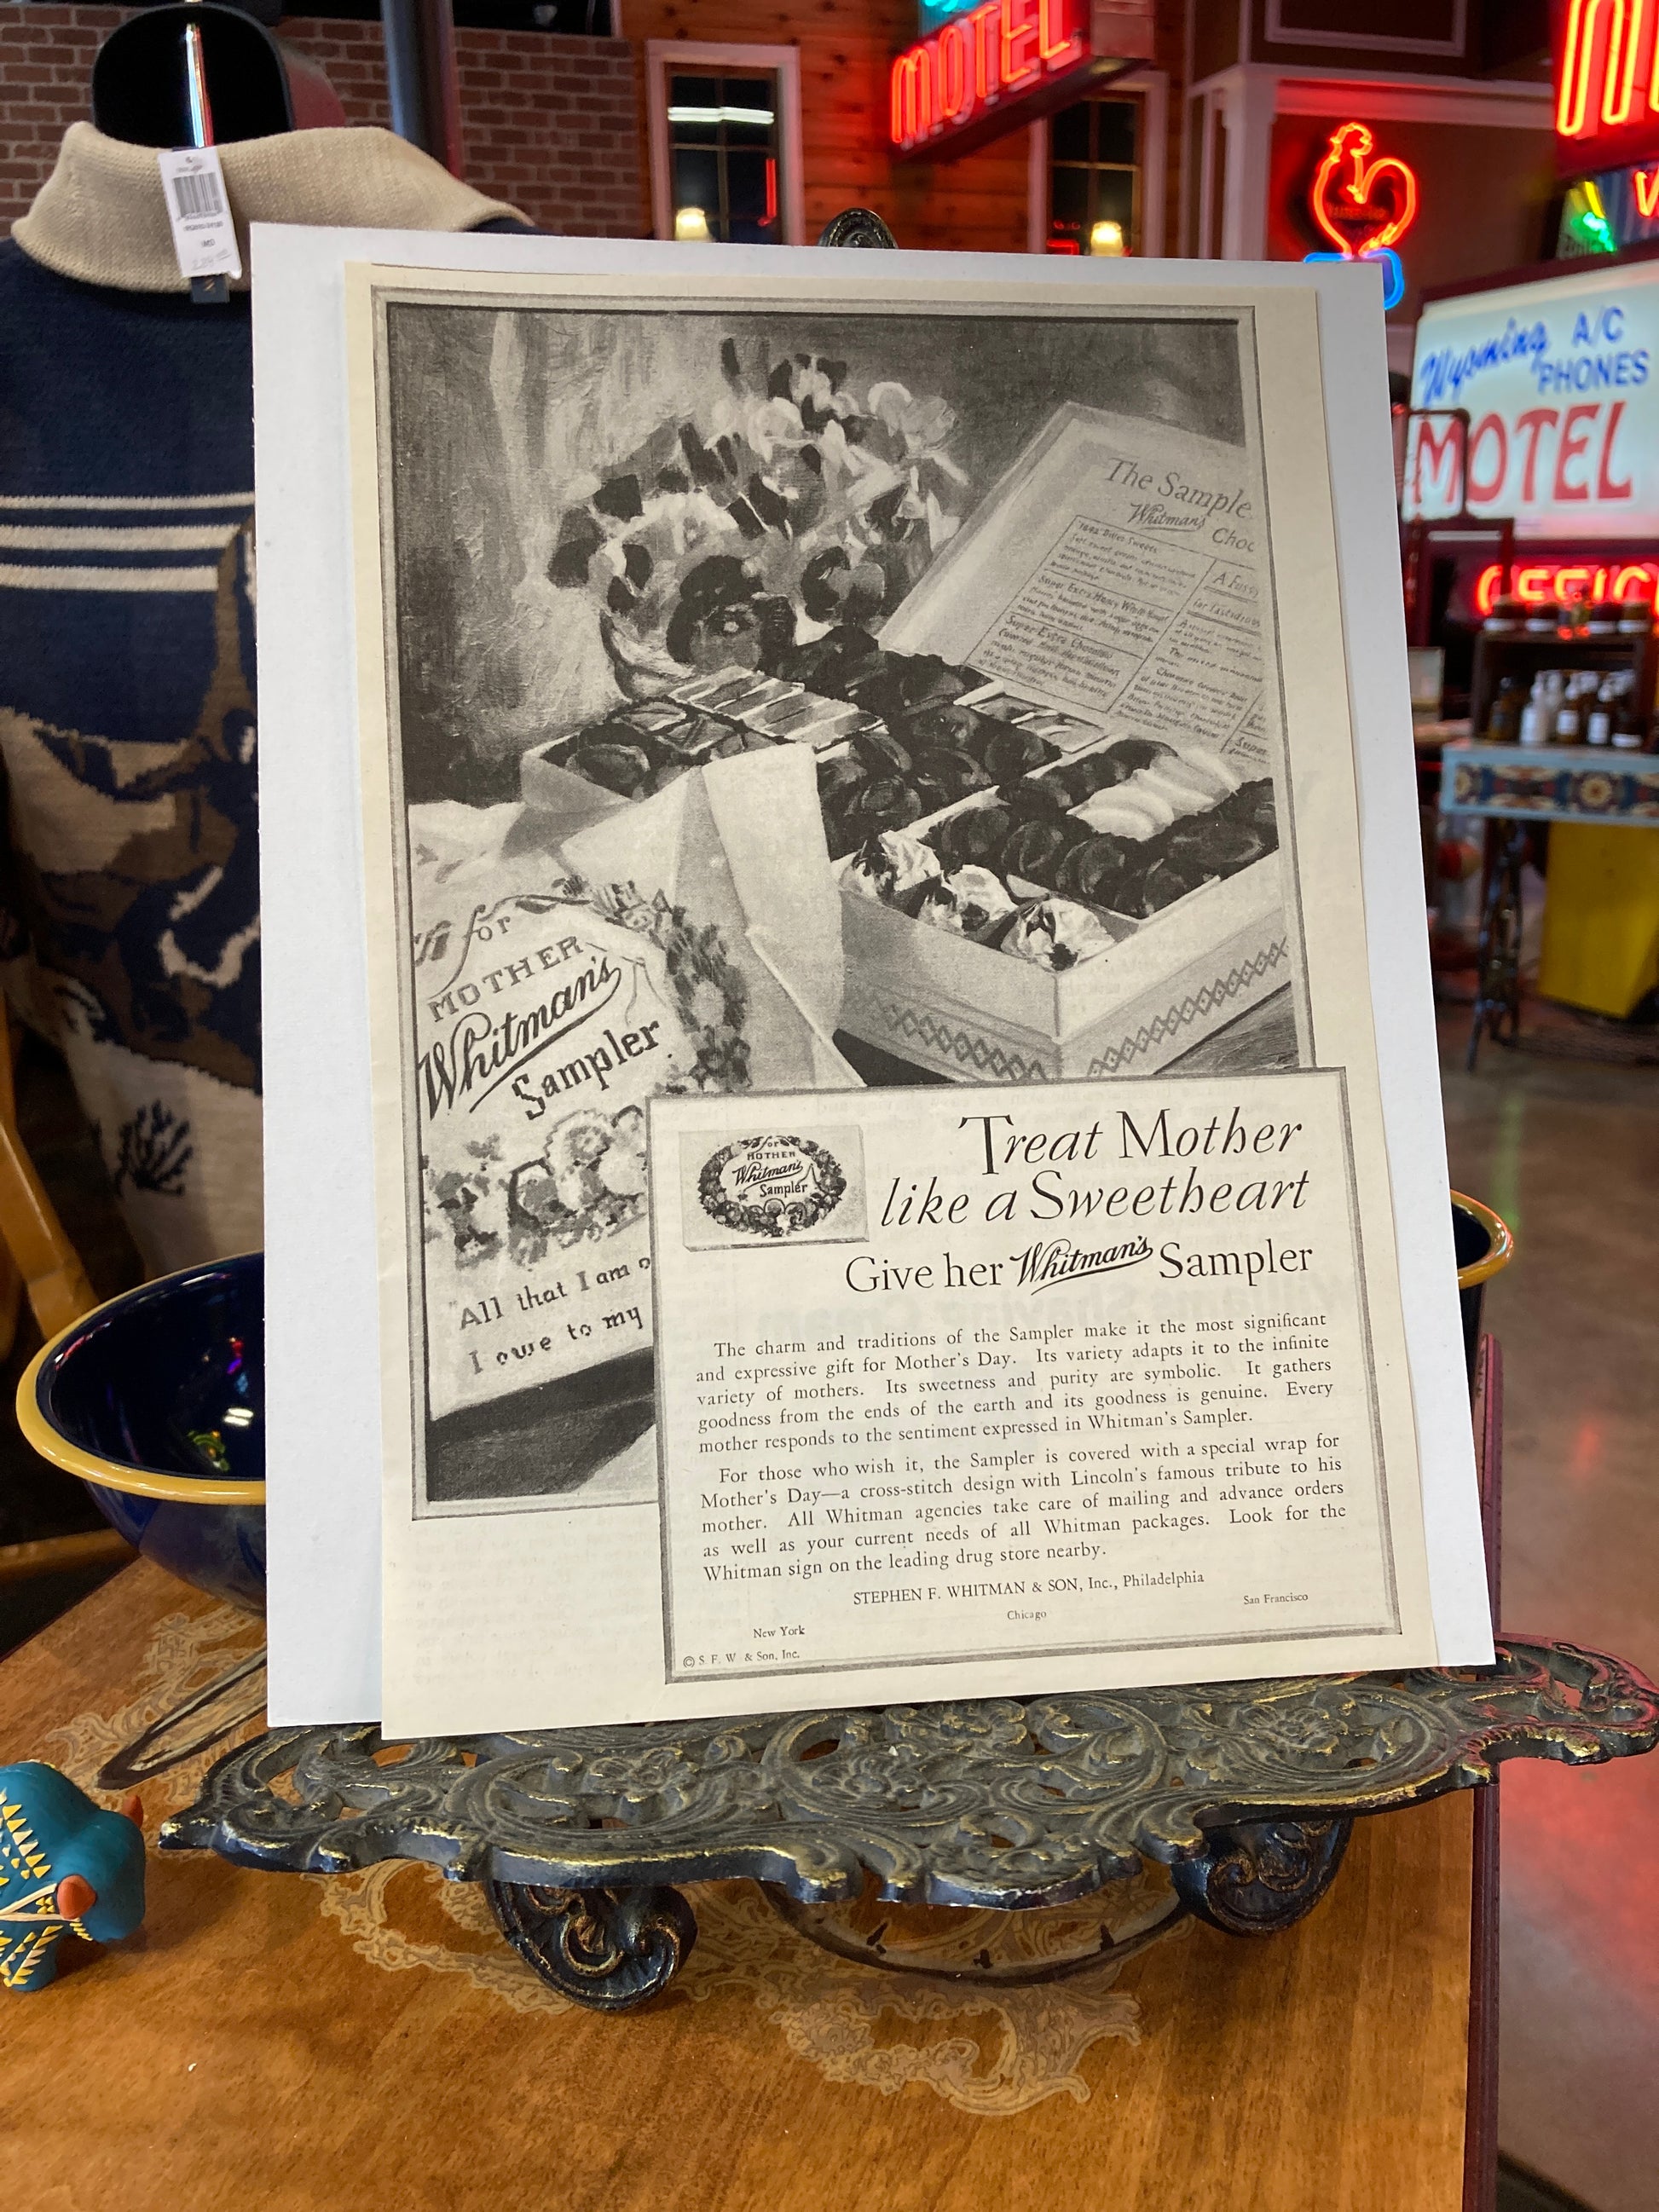 MOTEL
Wyoming A/C
PHONES
MOTEL
OFFIC
The Sample
Whitman's Choc
A Fussy
Super Extra Chocolates
for
MOTHER
Whitman's
Sampler
"All that I am o
I owe to my
for
MOTHER
Whitman's
Sampler
Treat Mother
like a Sweetheart
Give her Whitman's Sampler
The charm and traditions of the Sampler make it the most significant
and expressive gift for Mother's Day. Its variety adapts it to the infinite
variety of mothers. Its sweetness and purity are symbolic. It gathers
goodness from the ends of the earth and its goodness is genuine. Every
mother responds to the sentiment expressed in Whitman's Sampler.
For those who wish it, the Sampler is covered with a special wrap for
Mother's Day—a cross-stitch design with Lincoln's famous tribute to his
mother. All Whitman agencies take care of mailing and advance orders
as well as your current needs of all Whitman packages. Look for the
Whitman sign on the leading drug store nearby.
STEPHEN F. WHITMAN & SON, Inc., Philadelphia
New York Chicago San Francisco
© S. F. W & Son, Inc.